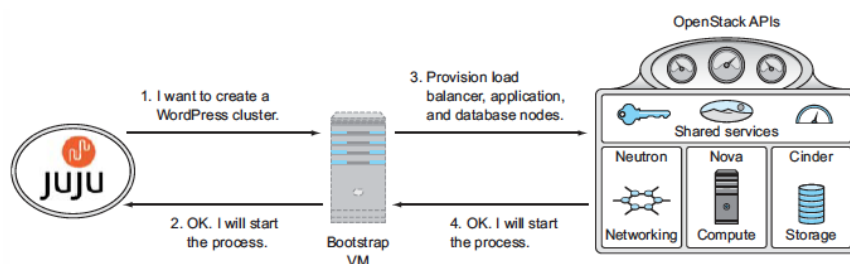 OpenStack APIs
1. I want to create a
WordPress cluster.
3. Provision load
balancer, application,
and database nodes.
Shared services
juju
Neutron
Nova
Cinder
Networking
Compute
Storage
2. OK. I will start
the process.
Bootstrap
VM
4. OK. I will start
the process.